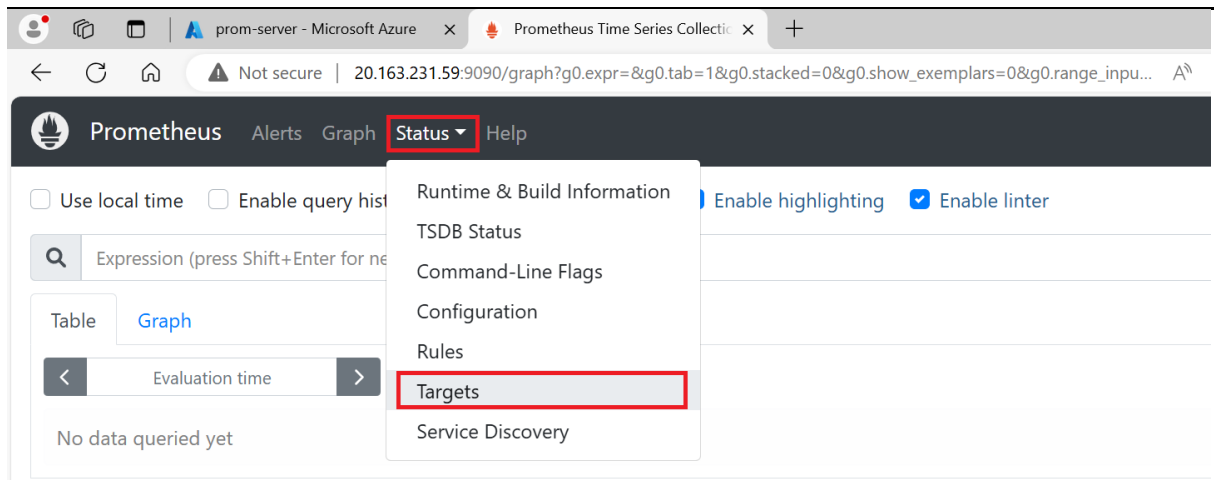 prom-server - Microsoft Azure
Prometheus Time Series Collectic
Not secure | 20.163.231.59:9090/graph?g0.expr=&g0.tab=1&g0.stacked=0&g0.show_exemplars=0&g0.range_inpu...
Prometheus Alerts Graph Status Help
Use local time Enable query hist Enable highlighting Enable linter
Expression (press Shift+Enter for ne
Runtime & Build Information
TSDB Status
Command-Line Flags
Configuration
Rules
Targets
Service Discovery
Table Graph
Evaluation time
No data queried yet